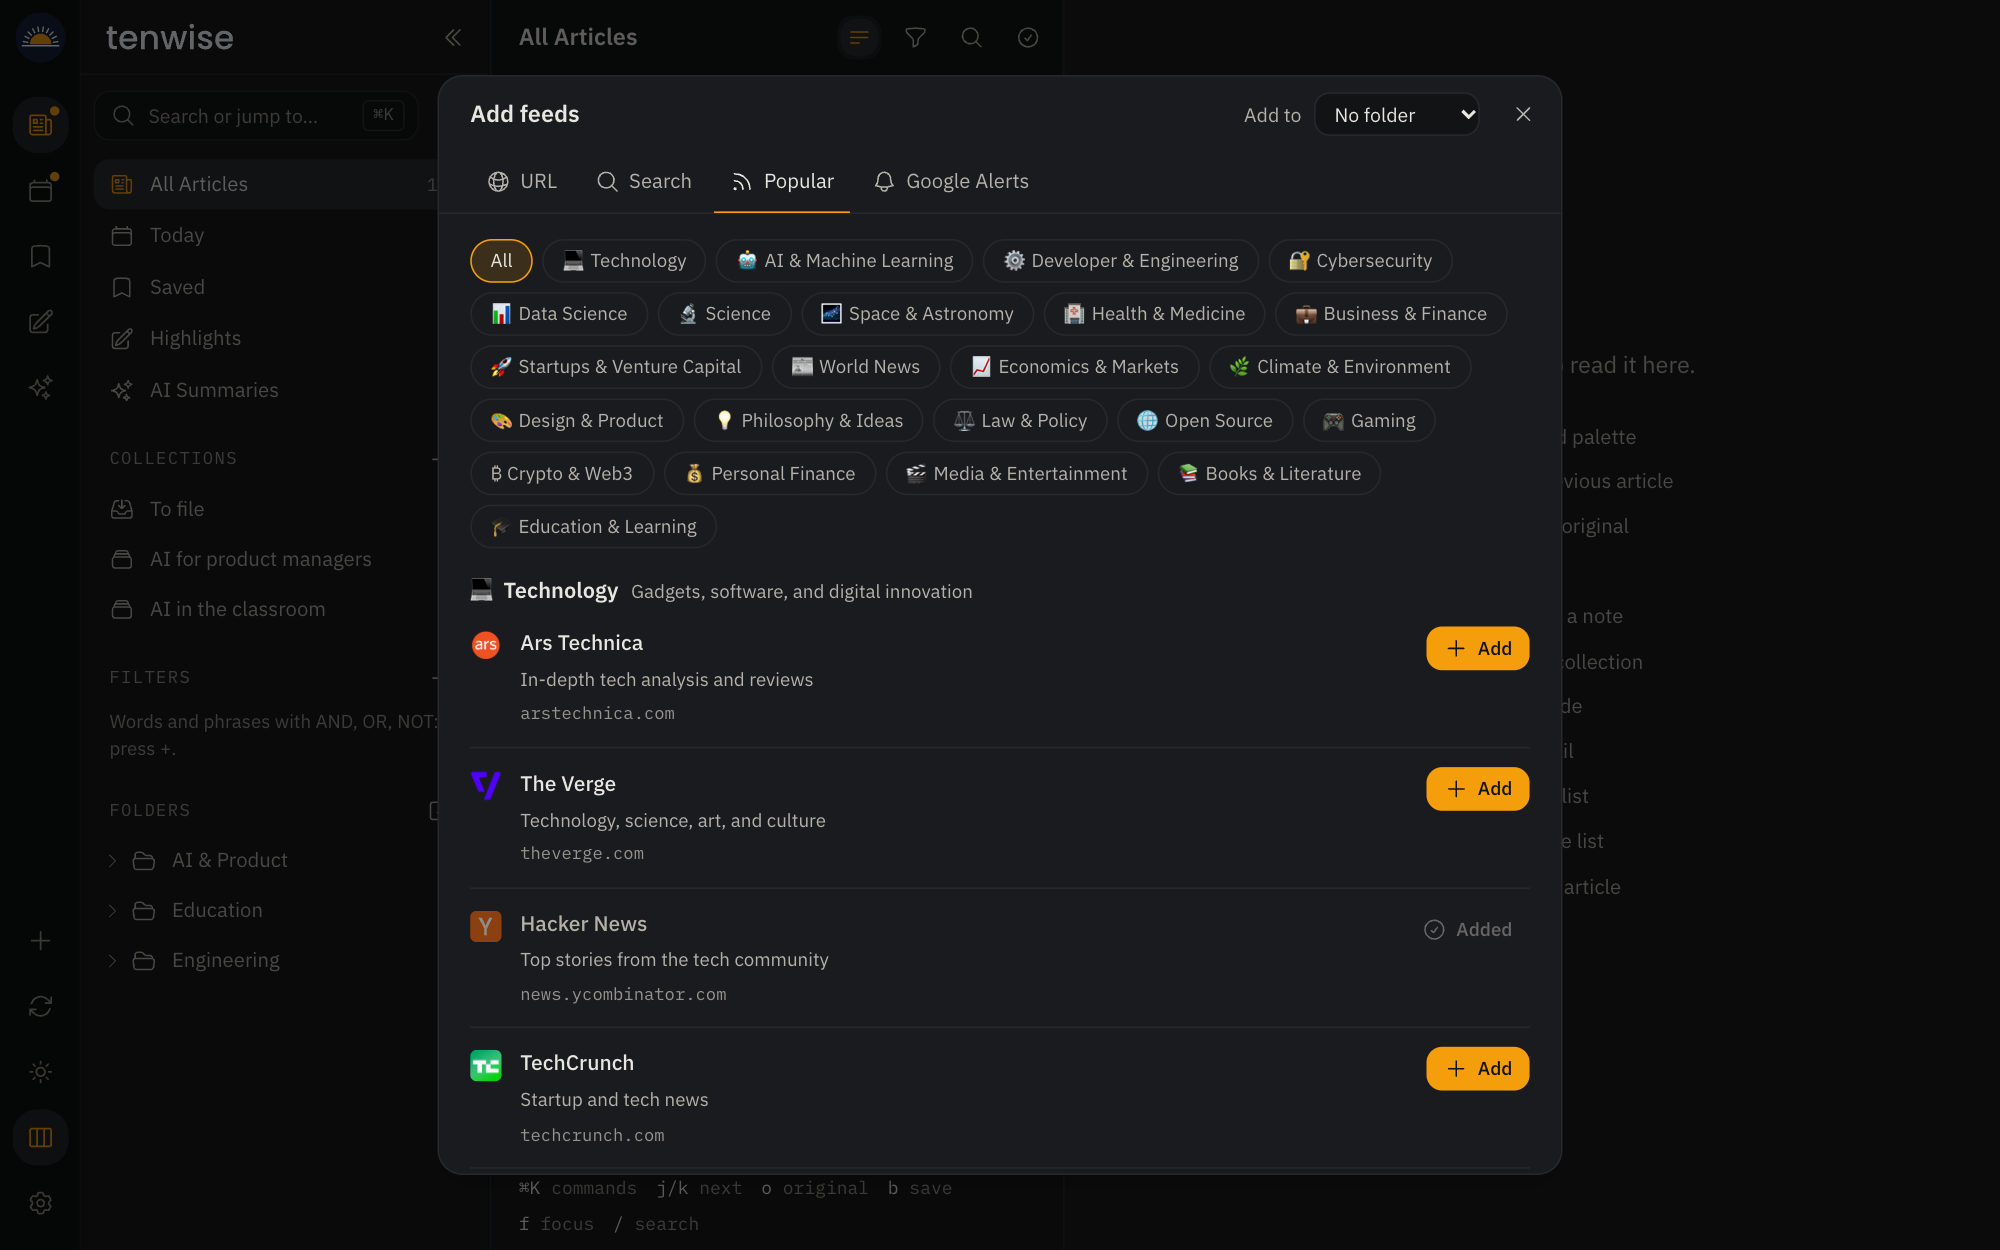 tenwise
All Articles
Search or jump to...
⌘K
All Articles
1
Today
Saved
Highlights
AI Summaries
COLLECTIONS
To file
AI for product managers
AI in the classroom
FILTERS
Words and phrases with AND, OR, NOT:
press +.
FOLDERS
AI & Product
Education
Engineering
Add feeds
Add to
No folder
URL
Search
Popular
Google Alerts
All
Technology
AI & Machine Learning
Developer & Engineering
Cybersecurity
Data Science
Science
Space & Astronomy
Health & Medicine
Business & Finance
Startups & Venture Capital
World News
Economics & Markets
Climate & Environment
Design & Product
Philosophy & Ideas
Law & Policy
Open Source
Gaming
₿ Crypto & Web3
Personal Finance
Media & Entertainment
Books & Literature
Education & Learning
Technology Gadgets, software, and digital innovation
ars
Ars Technica
In-depth tech analysis and reviews
arstechnica.com
+ Add
The Verge
Technology, science, art, and culture
theverge.com
+ Add
Y
Hacker News
Top stories from the tech community
news.ycombinator.com
Added
TC
TechCrunch
Startup and tech news
techcrunch.com
+ Add
read it here.
palette
vious article
original
a note
ollection
list
list
article
⌘K commands j/k next o original b save
f focus / search